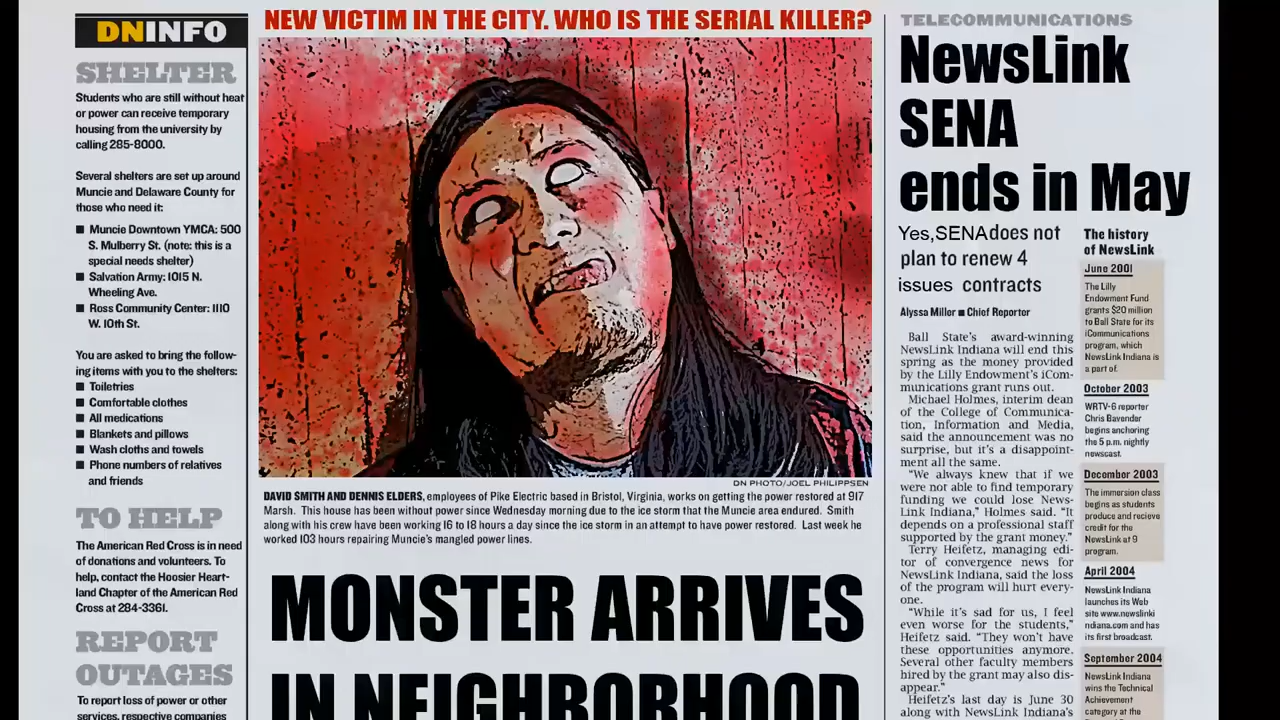 DNINFO
SHELTER
Students who are still without heat
or power can receive temporary
housing from the university by
calling 285-8000.
Several shelters are set up around
Muncie and Delaware County for
those who need it:
■ Muncie Downtown YMCA: 500
S. Mulberry St. (note: this is a
special needs shelter)
■ Salvation Army: 1015 N.
Wheeling Ave.
■ Ross Community Center: 1110
W. 10th St.
You are asked to bring the follow-
ing items with you to the shelters:
■ Toiletries
■ Comfortable clothes
■ All medications
■ Blankets and pillows
■ Wash cloths and towels
■ Phone numbers of relatives
and friends
TO HELP
The American Red Cross is in need
of donations and volunteers. To
help, contact the Hoosier Heart-
land Chapter of the American Red
Cross at 284-3361.
REPORT
OUTAGES
To report loss of power or other
services, respective companies
NEW VICTIM IN THE CITY. WHO IS THE SERIAL KILLER?
DN PHOTO/JOEL PHILIPPSEN
DAVID SMITH AND DENNIS ELDERS, employees of Pike Electric based in Bristol, Virginia, works on getting the power restored at 917
Marsh. This house has been without power since Wednesday morning due to the ice storm that the Muncie area endured. Smith
along with his crew have been working 16 to 18 hours a day since the ice storm in an attempt to have power restored. Last week he
worked 103 hours repairing Muncie's mangled power lines.
MONSTER ARRIVES
IN NEIGHBORHOOD
TELECOMMUNICATIONS
NewsLink
SENA
ends in May
Yes,SENAdoes not
plan to renew 4
issues contracts
Alyssa Miller ■ Chief Reporter
Ball State's award-winning
NewsLink Indiana will end this
spring as the money provided
by the Lilly Endowment's iCom-
munications grant runs out.
Michael Holmes, interim dean
of the College of Communica-
tion, Information and Media,
said the announcement was no
surprise, but it's a disappoint-
ment all the same.
"We always knew that if we
were not able to find temporary
funding we could lose News-
Link Indiana," Holmes said. "It
depends on a professional staff
supported by the grant money."
Terry Heifetz, managing edi-
tor of convergence news for
NewsLink Indiana, said the loss
of the program will hurt every-
one.
"While it's sad for us, I feel
even worse for the students,"
Heifetz said. "They won't have
these opportunities anymore.
Several other faculty members
hired by the grant may also dis-
appear."
Heifetz's last day is June 30
along with NewsLink Indiana's
The history
of NewsLink
June 2001
The Lilly
Endowment Fund
grants $20 million
to Ball State for its
iCommunications
program, which
NewsLink Indiana is
a part of.
October 2003
WRTV-6 reporter
Chris Bavender
begins anchoring
the 5 p.m. nightly
newscast.
December 2003
The immersion class
begins as students
produce and recieve
credit for the
NewsLink at 9
program.
April 2004
NewsLink Indiana
launches its Web
site www.newslinki
ndiana.com and has
its first broadcast.
September 2004
NewsLink Indiana
wins the Technical
Achievement
category at the